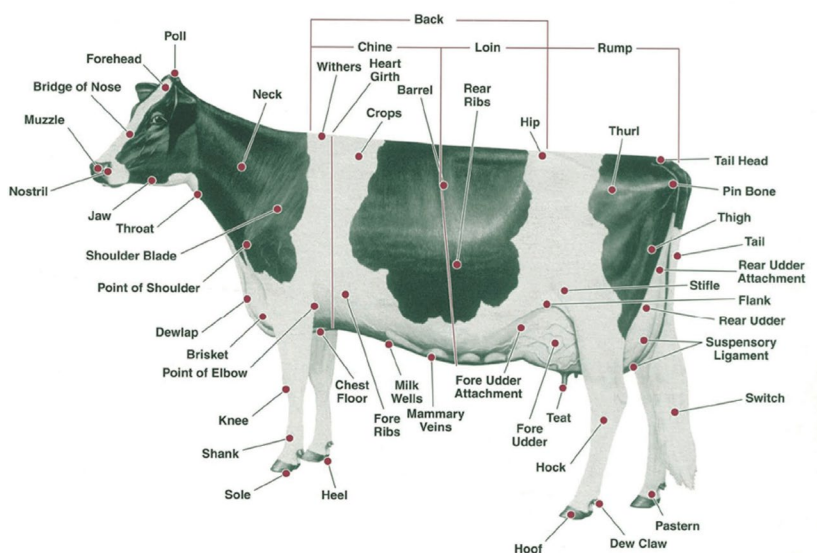 Back
Chine
Loin
Rump
Poll
Forehead
Bridge of Nose
Muzzle
Nostril
Jaw
Throat
Neck
Withers
Heart
Girth
Crops
Barrel
Rear
Ribs
Hip
Thurl
Tail Head
Pin Bone
Thigh
Tail
Rear Udder
Attachment
Stifle
Flank
Rear Udder
Suspensory
Ligament
Switch
Shoulder Blade
Point of Shoulder
Dewlap
Brisket
Point of Elbow
Chest
Floor
Fore
Ribs
Milk
Wells
Mammary
Veins
Fore Udder
Attachment
Fore
Udder
Teat
Knee
Shank
Sole
Heel
Hock
Hoof
Dew Claw
Pastern